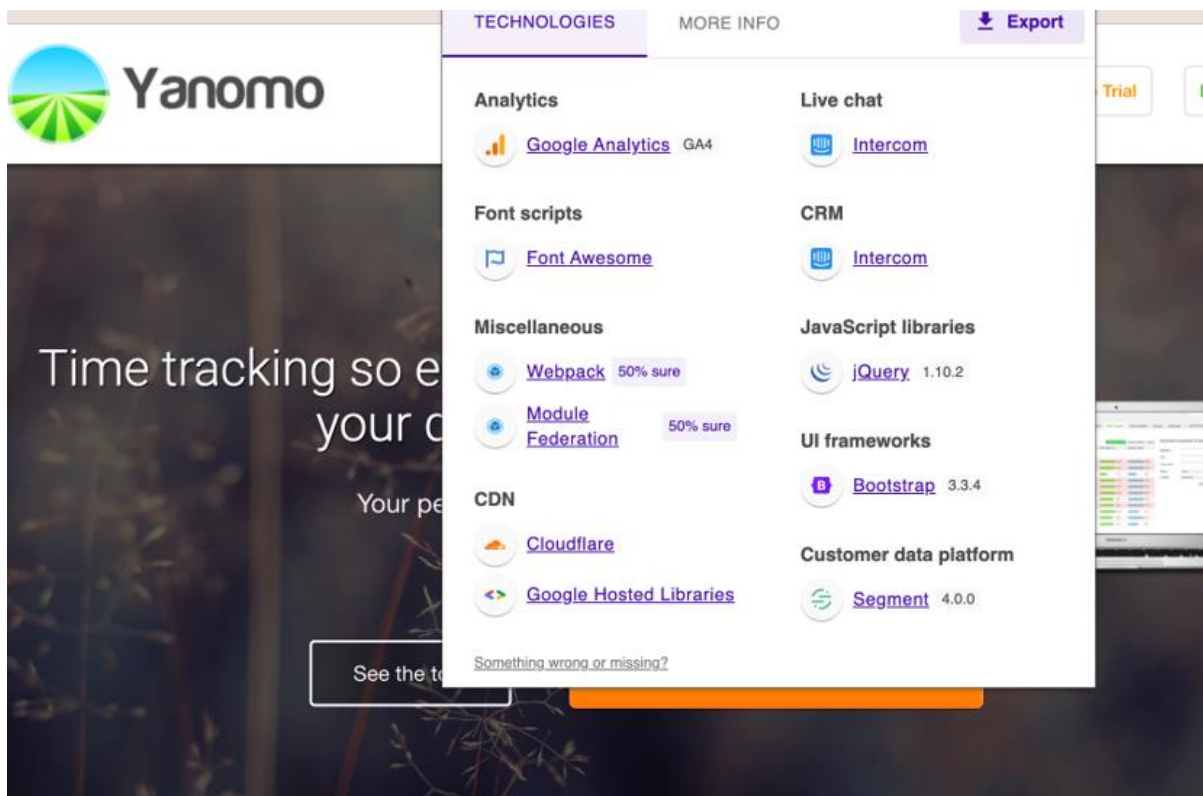 TECHNOLOGIES MORE INFO Export
Yanomo
Trial
Analytics
Google Analytics GA4
Font scripts
Font Awesome
Miscellaneous
Webpack 50% sure
Module
Federation 50% sure
CDN
Cloudflare
Google Hosted Libraries
Live chat
Intercom
CRM
Intercom
JavaScript libraries
jQuery 1.10.2
UI frameworks
Bootstrap 3.3.4
Customer data platform
Segment 4.0.0
Something wrong or missing?
Time tracking so e
your
Your pe
See the to